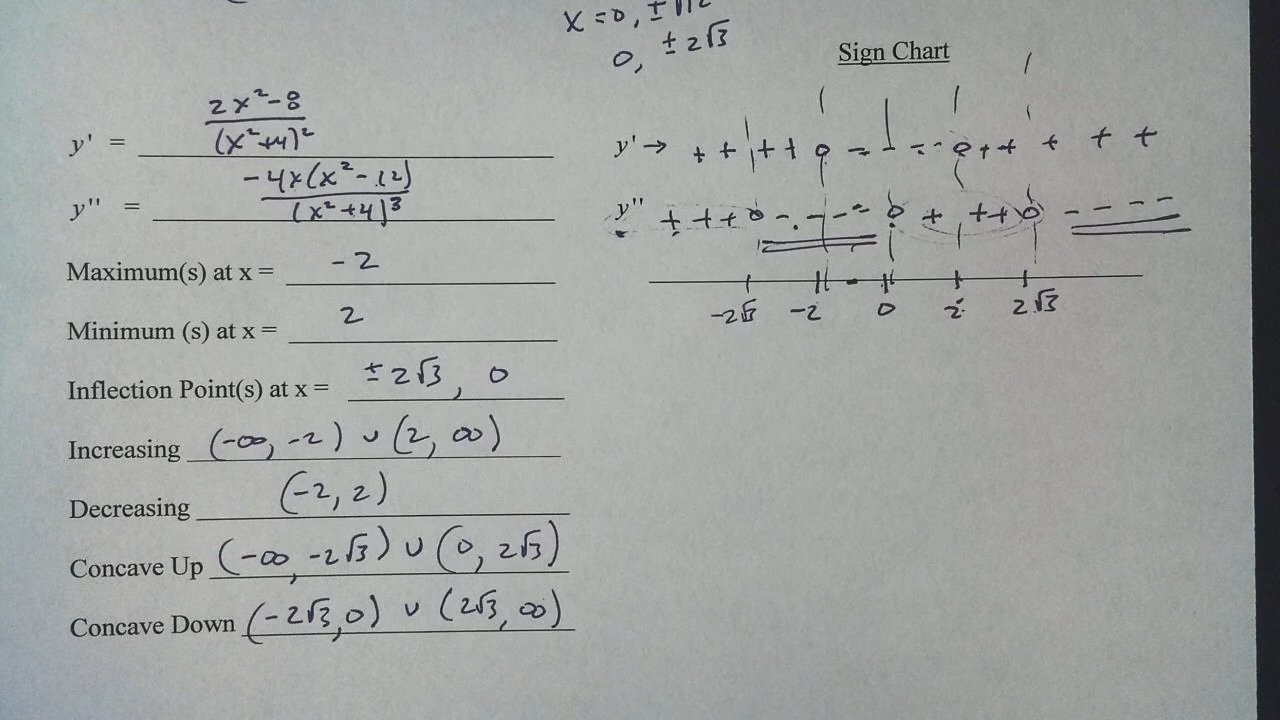 x = 0, ±√12
0, ±2√3
Sign Chart
y' = (2x²-8)/(x²+4)²
y' → + + + + 0 - - - - - 0 + + + + +
y'' = -4x(x²-12)/(x²+4)³
y'' + + + + 0 - - - - 0 + + + 0 - - - -
-2√3 -2 0 2 2√3
Maximum(s) at x = -2
Minimum (s) at x = 2
Inflection Point(s) at x = ±2√3, 0
Increasing (-∞, -2) ∪ (2, ∞)
Decreasing (-2, 2)
Concave Up (-∞, -2√3) ∪ (0, 2√3)
Concave Down (-2√3, 0) ∪ (2√3, ∞)